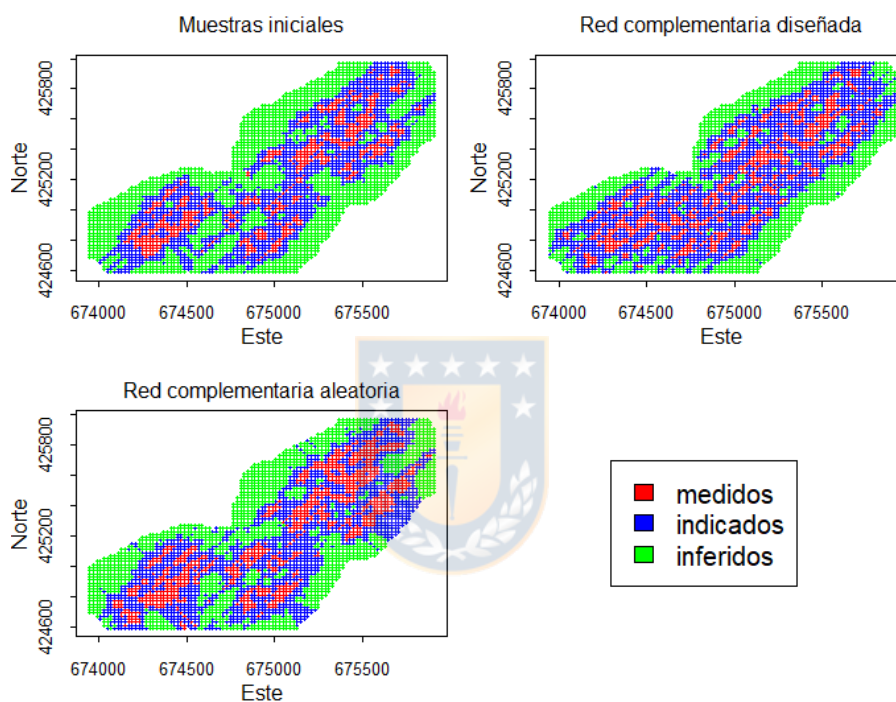 Muestras iniciales
Norte
425800
425200
424600
674000 674500 675000 675500
Este
Red complementaria diseñada
Norte
425800
425200
424600
674000 674500 675000 675500
Este
Red complementaria aleatoria
Norte
425800
425200
424600
674000 674500 675000 675500
Este
medidos
indicados
inferidos